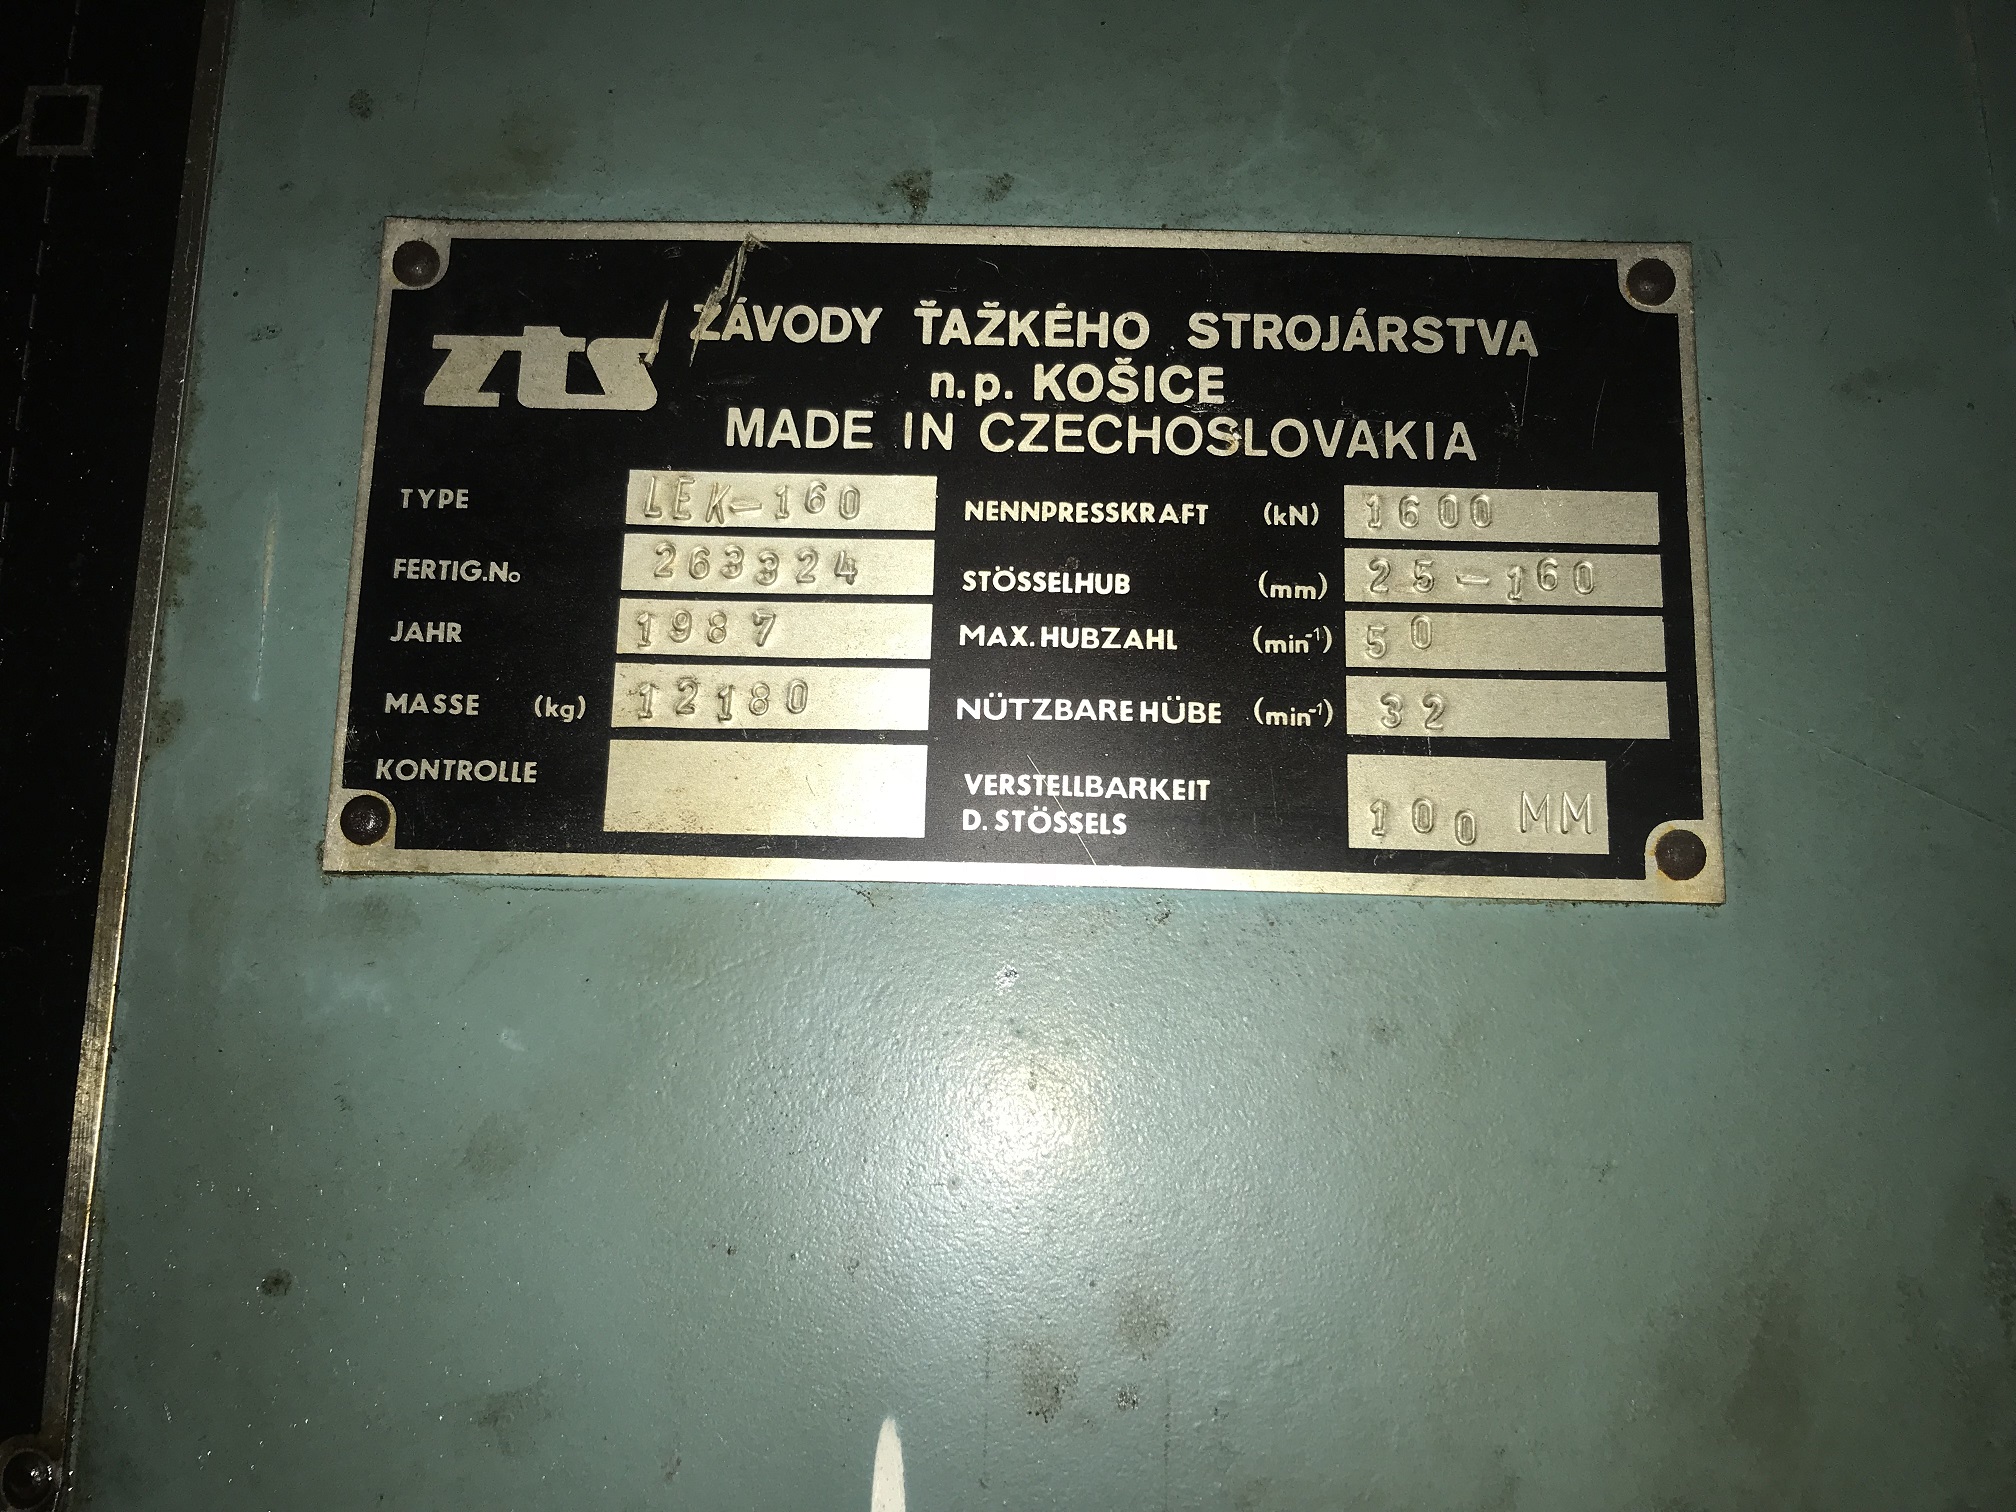 zts ZÁVODY ŤAŽKÉHO STROJÁRSTVA
n.p. KOŠICE
MADE IN CZECHOSLOVAKIA
TYPE LEK-160
FERTIG.No 263324
JAHR 1987
MASSE (kg) 12180
KONTROLLE
NENNPRESSKRAFT (kN) 1600
STÖSSELHUB (mm) 25-160
MAX. HUBZAHL (min-1) 50
NÜTZBARE HÜBE (min-1) 32
VERSTELLBARKEIT
D. STÖSSELS 100 MM